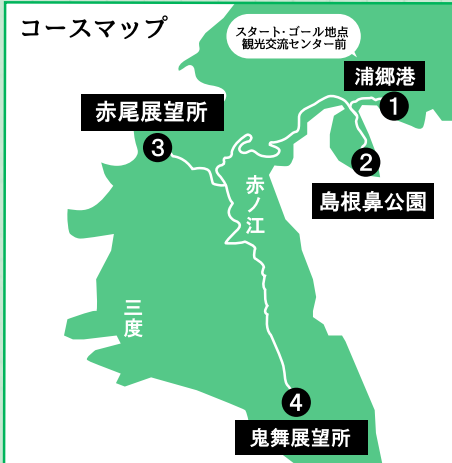 コースマップ
スタート・ゴール地点
観光交流センター前
浦郷港
1
赤尾展望所
3
2
島根鼻公園
赤ノ江
三度
4
鬼舞展望所